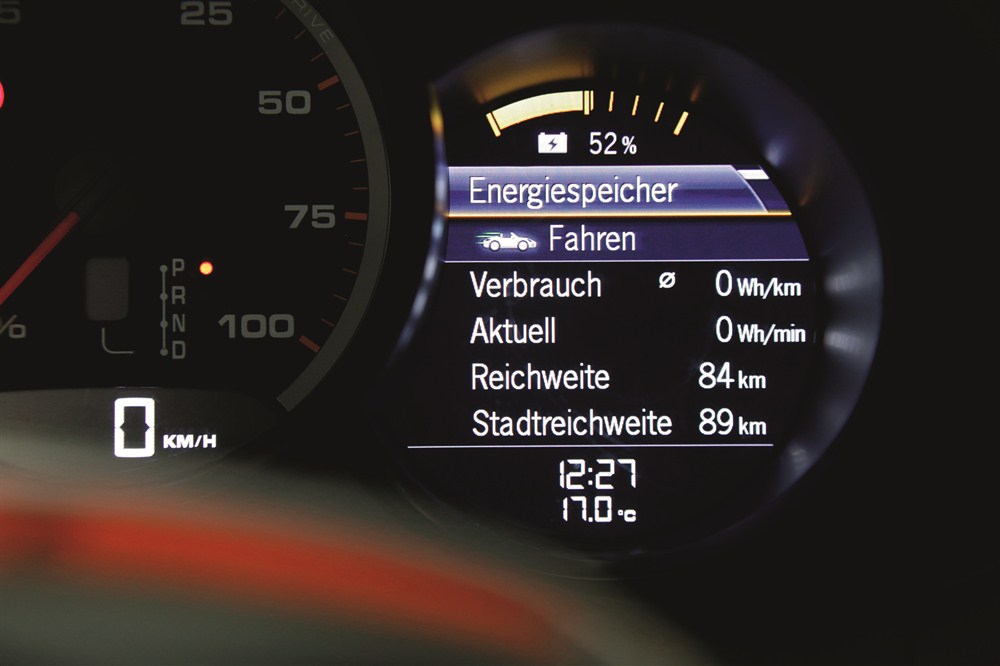 25
DRIVE
50
75
100
%
P
R
N
D
0 KM/H
52%
Energiespeicher
Fahren
Verbrauch ø 0 Wh/km
Aktuell 0 Wh/min
Reichweite 84 km
Stadtreichweite 89 km
12:27
17.0 °C